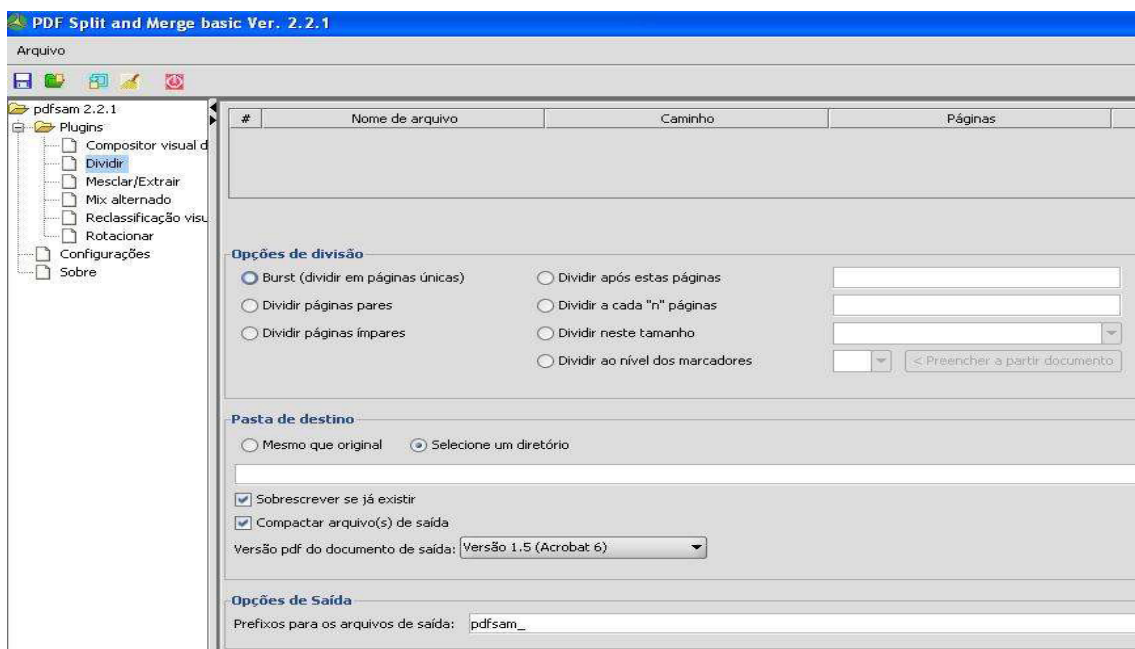 PDF Split and Merge basic Ver. 2.2.1
Arquivo
pdfsam 2.2.1
Plugins
Compositor visual d
Dividir
Mesclar/Extrair
Mix alternado
Reclassificação visu
Rotacionar
Configurações
Sobre
# Nome de arquivo Caminho Páginas
Opções de divisão
Burst (dividir em páginas únicas) Dividir após estas páginas
Dividir páginas pares Dividir a cada "n" páginas
Dividir páginas ímpares Dividir neste tamanho
Dividir ao nível dos marcadores < Preencher a partir documento
Pasta de destino
Mesmo que original Selecione um diretório
Sobrescrever se já existir
Compactar arquivo(s) de saída
Versão pdf do documento de saída: Versão 1.5 (Acrobat 6)
Opções de Saída
Prefixos para os arquivos de saída: pdfsam_